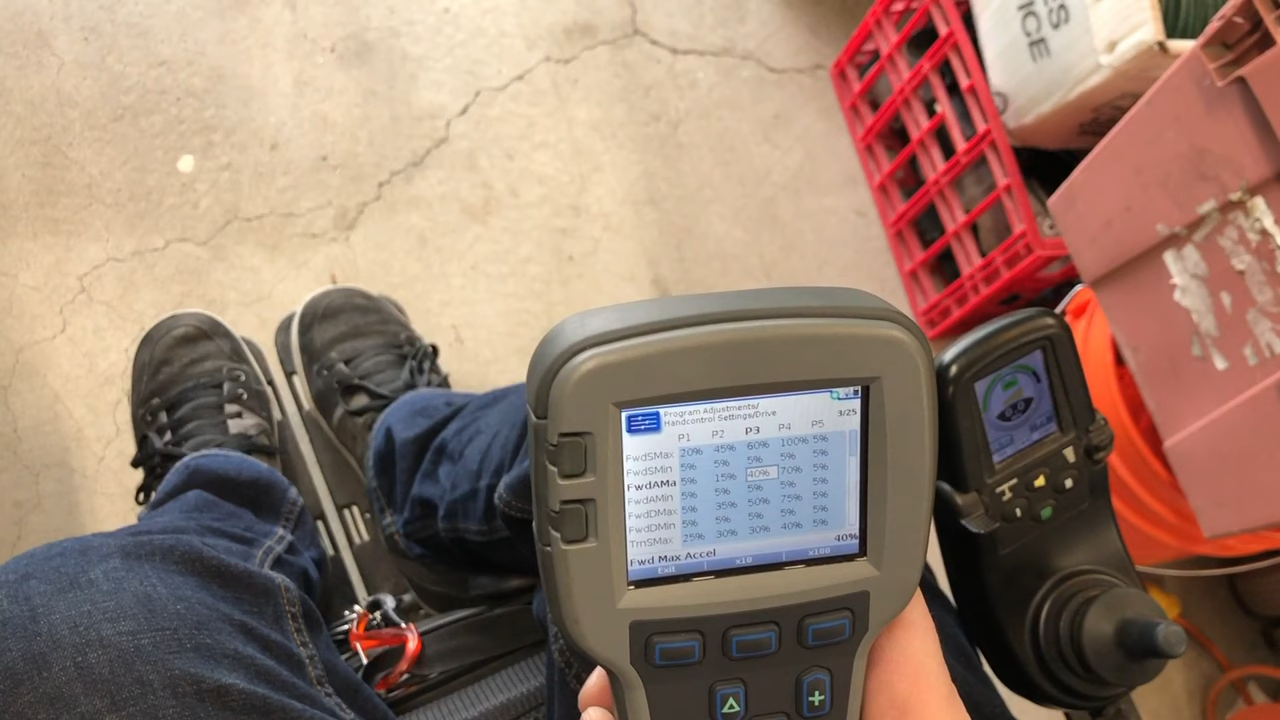 ES
ICE
Program Adjustments/
Handcontrol Settings/Drive
3/25
P1 P2 P3 P4 P5
FwdSMax 20% 45% 60% 100% 5%
FwdSMin 5% 5% 5% 5% 5%
FwdAMa 5% 15% 40% 70% 5%
FwdAMin 5% 5% 5% 5% 5%
FwdDMax 5% 35% 50% 75% 5%
FwdDMin 5% 5% 5% 5% 5%
TrnSMax 25% 30% 30% 40% 5%
Fwd Max Accel 40%
Exit x10 x100
0.0